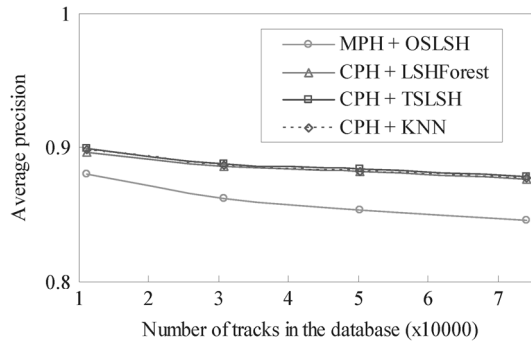 1
0.9
0.8
Average precision
MPH + OSLSH
CPH + LSHForest
CPH + TSLSH
CPH + KNN
1 2 3 4 5 6 7
Number of tracks in the database (x10000)